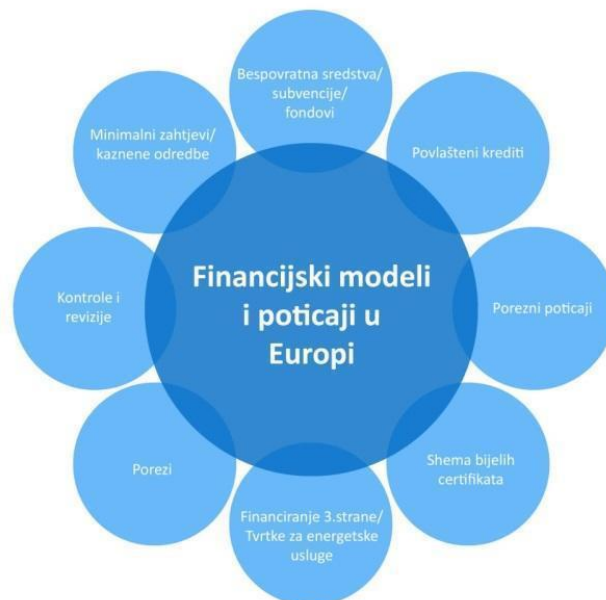 Financijski modeli
i poticaji u
Europi
Bespovratna sredstva/
subvencije/
fondovi
Povlašteni krediti
Porezni poticaji
Shema bijelih
certifikata
Financiranje 3.strane/
Tvrtke za energetske
usluge
Porezi
Kontrole i
revizije
Minimalni zahtjevi/
kaznene odredbe